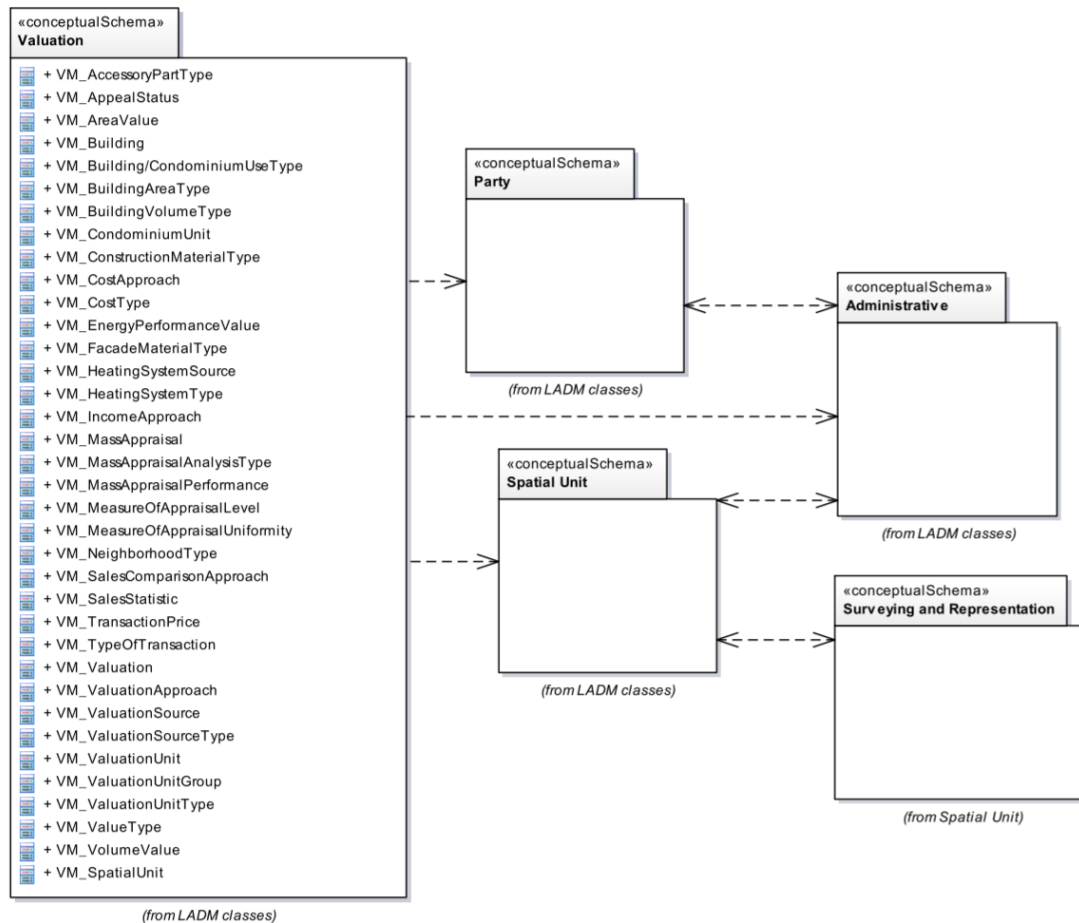 «conceptualSchema»
Valuation
+ VM_AccessoryPartType
+ VM_AppealStatus
+ VM_AreaValue
+ VM_Building
+ VM_Building/CondominiumUseType
+ VM_BuildingAreaType
+ VM_BuildingVolumeType
+ VM_CondominiumUnit
+ VM_ConstructionMaterialType
+ VM_CostApproach
+ VM_CostType
+ VM_EnergyPerformanceValue
+ VM_FacadeMaterialType
+ VM_HeatingSystemSource
+ VM_HeatingSystemType
+ VM_IncomeApproach
+ VM_MassAppraisal
+ VM_MassAppraisalAnalysisType
+ VM_MassAppraisalPerformance
+ VM_MeasureOfAppraisalLevel
+ VM_MeasureOfAppraisalUniformity
+ VM_NeighborhoodType
+ VM_SalesComparisonApproach
+ VM_SalesStatistic
+ VM_TransactionPrice
+ VM_TypeOfTransaction
+ VM_Valuation
+ VM_ValuationApproach
+ VM_ValuationSource
+ VM_ValuationSourceType
+ VM_ValuationUnit
+ VM_ValuationUnitGroup
+ VM_ValuationUnitType
+ VM_ValueType
+ VM_VolumeValue
+ VM_SpatialUnit
(from LADM classes)
«conceptualSchema»
Party
(from LADM classes)
«conceptualSchema»
Spatial Unit
(from LADM classes)
«conceptualSchema»
Administrative
(from LADM classes)
«conceptualSchema»
Surveying and Representation
(from Spatial Unit)